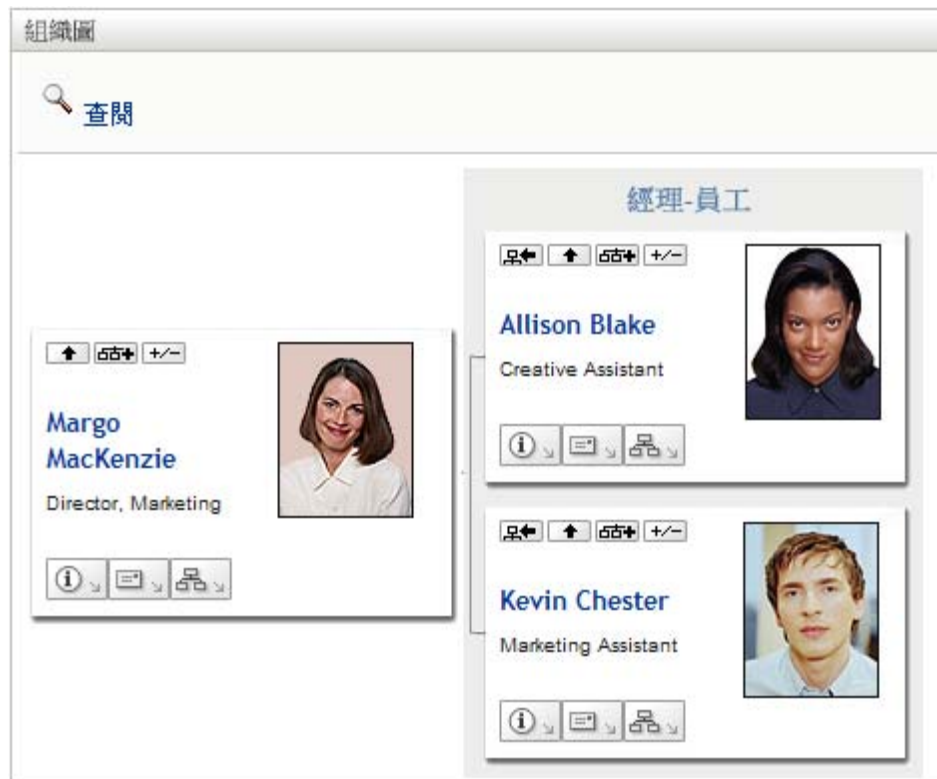 組織圖
查閱
經理-員工
Allison Blake
Creative Assistant
Margo
MacKenzie
Director, Marketing
Kevin Chester
Marketing Assistant